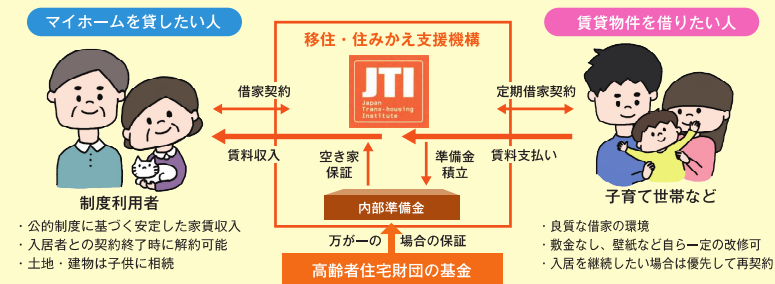 マイホームを貸したい人
移住・住みかえ支援機構
賃貸物件を借りたい人
JTI
Japan
Trans-housing
Institute
借家契約
定期借家契約
賃料収入
空き家
保証
準備金
積立
賃料支払い
制度利用者
内部準備金
子育て世帯など
・公的制度に基づく安定した家賃収入
・入居者との契約終了時に解約可能
・土地・建物は子供に相続
万が一の 場合の保証
高齢者住宅財団の基金
・良質な借家の環境
・敷金なし、壁紙など自ら一定の改修可
・入居を継続したい場合は優先して再契約